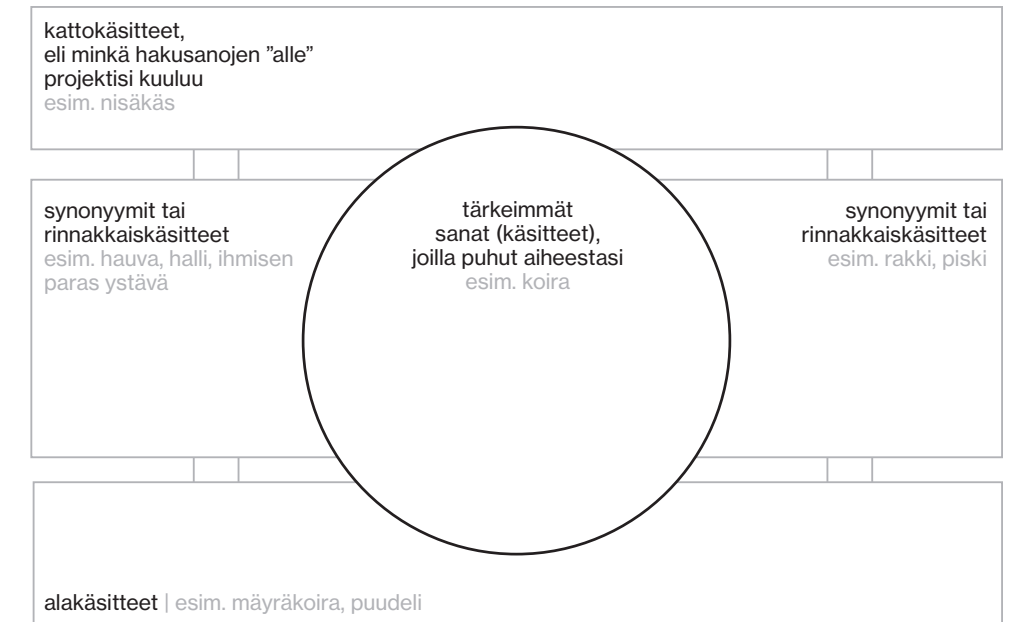 kattokäsitteet,
eli minkä hakusanojen ”alle”
projektisi kuuluu
esim. nisäkäs
synonyymit tai
rinnakkaiskäsitteet
esim. hauva, halli, ihmisen
paras ystävä
tärkeimmät
sanat (käsitteet),
joilla puhut aiheestasi
esim. koira
synonyymit tai
rinnakkaiskäsitteet
esim. rakki, piski
alakäsitteet | esim. mäyräkoira, puudeli